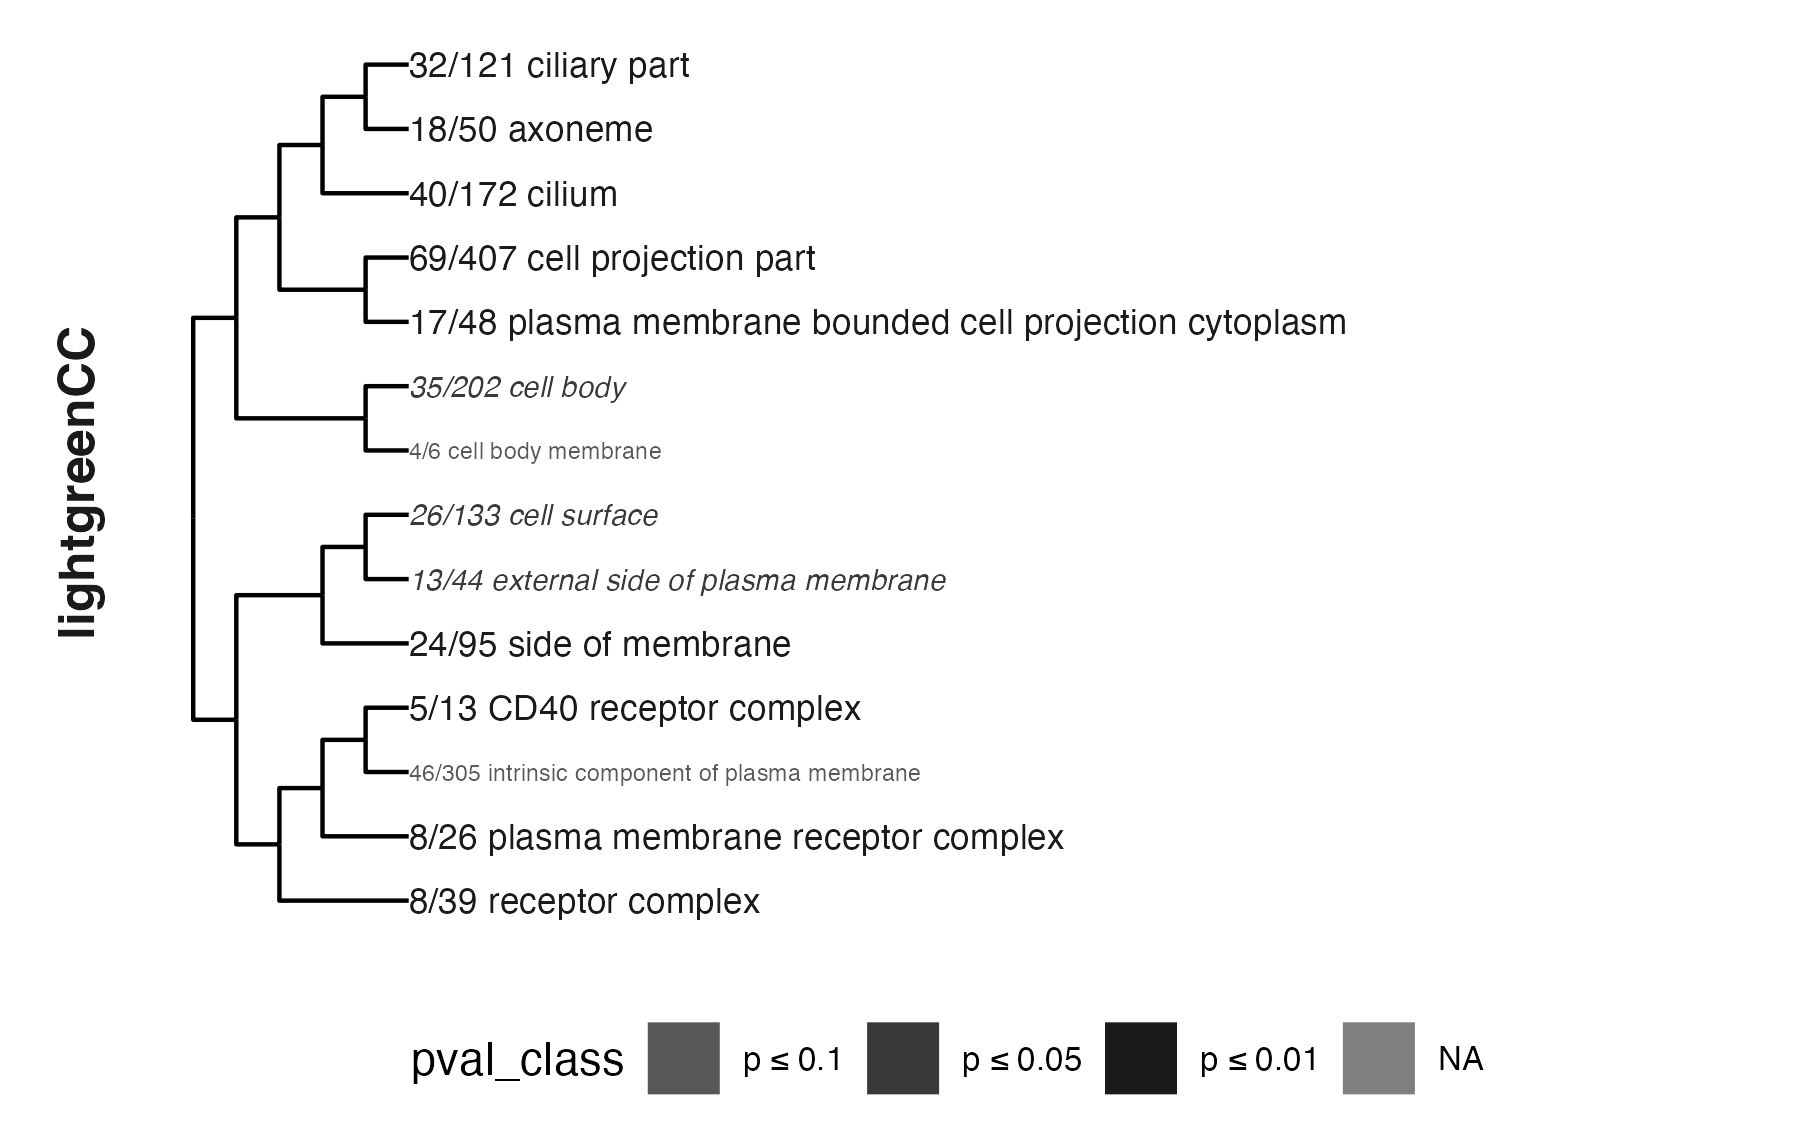 lightgreenCC
32/121 ciliary part
18/50 axoneme
40/172 cilium
69/407 cell projection part
17/48 plasma membrane bounded cell projection cytoplasm
35/202 cell body
4/6 cell body membrane
26/133 cell surface
13/44 external side of plasma membrane
24/95 side of membrane
5/13 CD40 receptor complex
46/305 intrinsic component of plasma membrane
8/26 plasma membrane receptor complex
8/39 receptor complex
pval_class p ≤ 0.1 p ≤ 0.05 p ≤ 0.01 NA